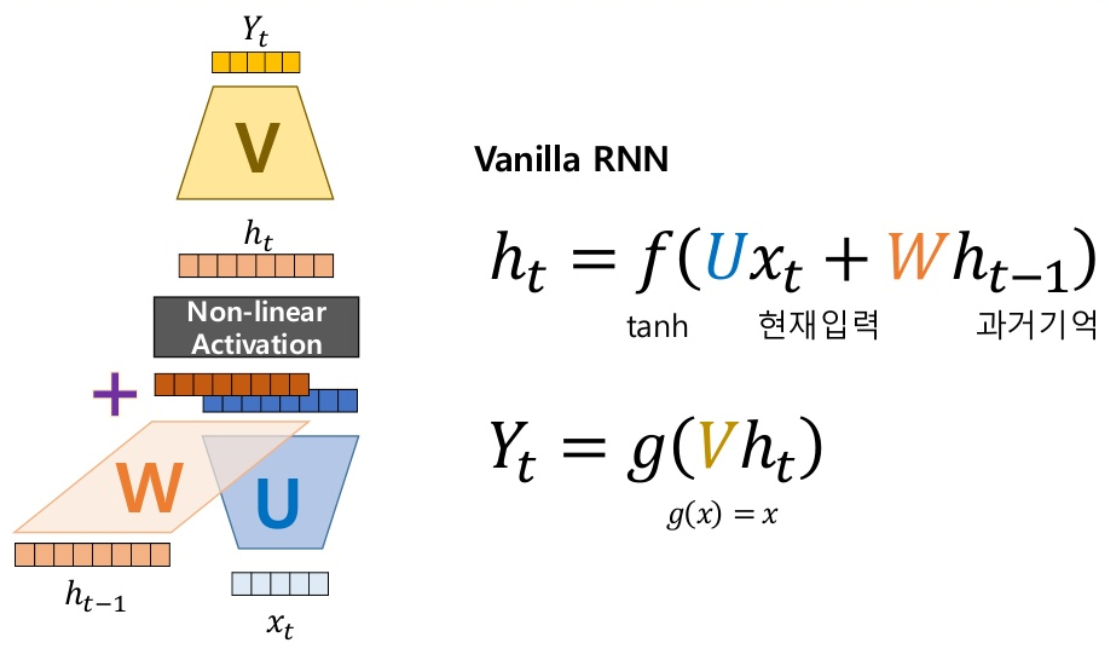 Y_t
V
h_t
Non-linear
Activation
+
W
U
h_{t-1}
x_t
Vanilla RNN
h_t = f(Ux_t + Wh_{t-1})
tanh 현재입력 과거기억
Y_t = g(Vh_t)
g(x) = x